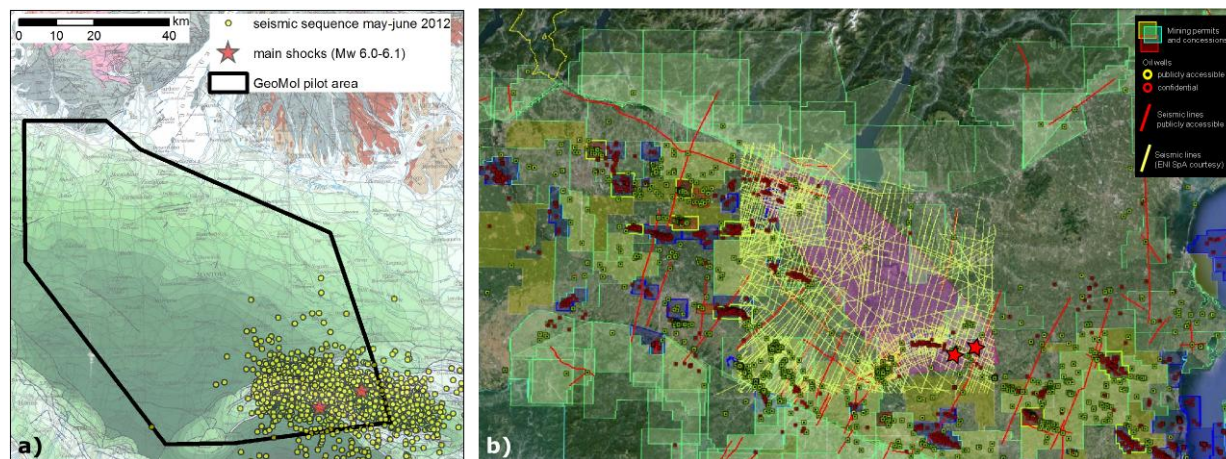 0 20 40
km
seismic sequence may-june 2012
main shocks (Mw 6.0-6.1)
GeoMol pilot area
a)
Mining permits
and concessions
Oil wells
publicly accessible
confidential
Seismic lines
publicly accessible
Seismic lines
(ENI SpA courtesy)
b)